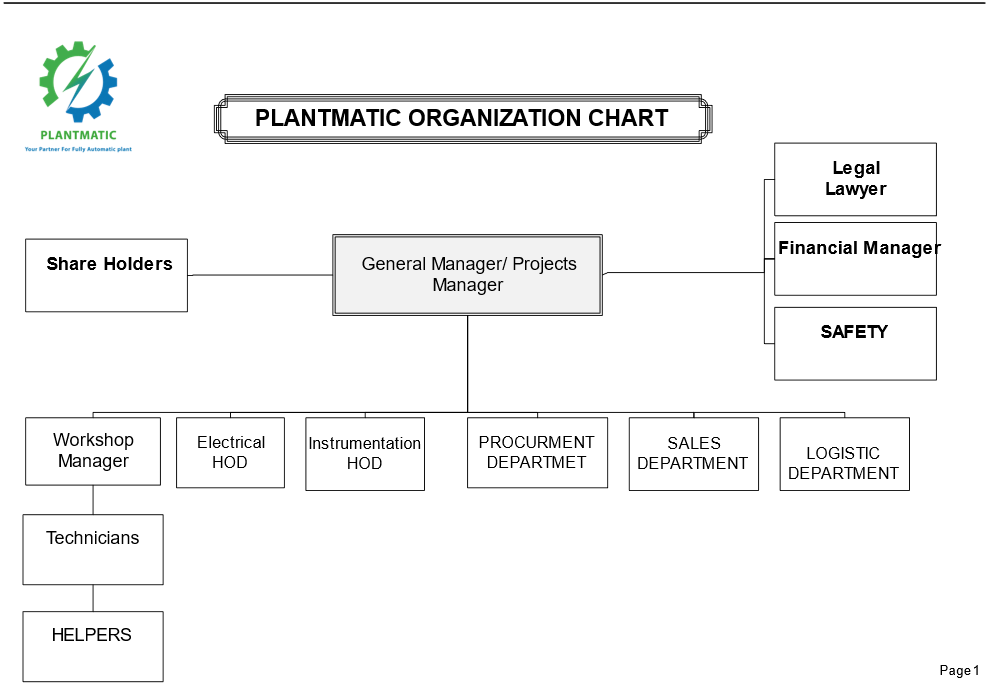 PLANTMATIC
Your Partner For Fully Automatic plant
PLANTMATIC ORGANIZATION CHART
Legal
Lawyer
Financial Manager
SAFETY
Share Holders
General Manager/ Projects
Manager
Workshop
Manager
Electrical
HOD
Instrumentation
HOD
PROCURMENT
DEPARTMET
SALES
DEPARTMENT
LOGISTIC
DEPARTMENT
Technicians
HELPERS
Page 1